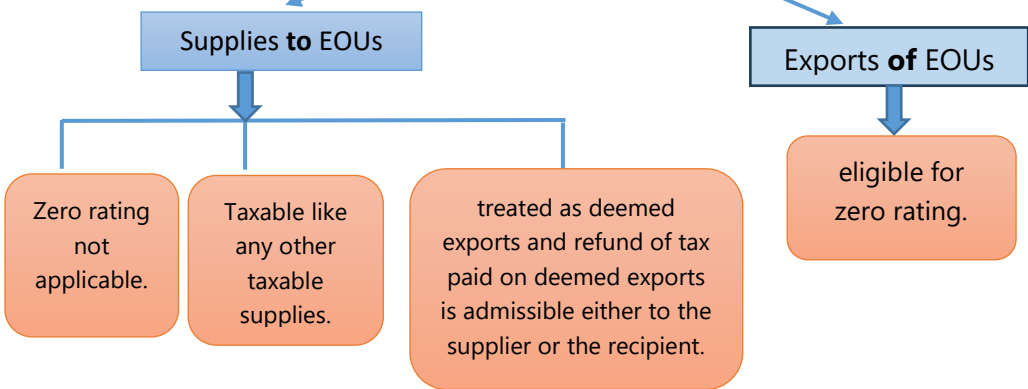 Supplies to EOUs
Exports of EOUs
Zero rating
not
applicable.
Taxable like
any other
taxable
supplies.
treated as deemed
exports and refund of tax
paid on deemed exports
is admissible either to the
supplier or the recipient.
eligible for
zero rating.